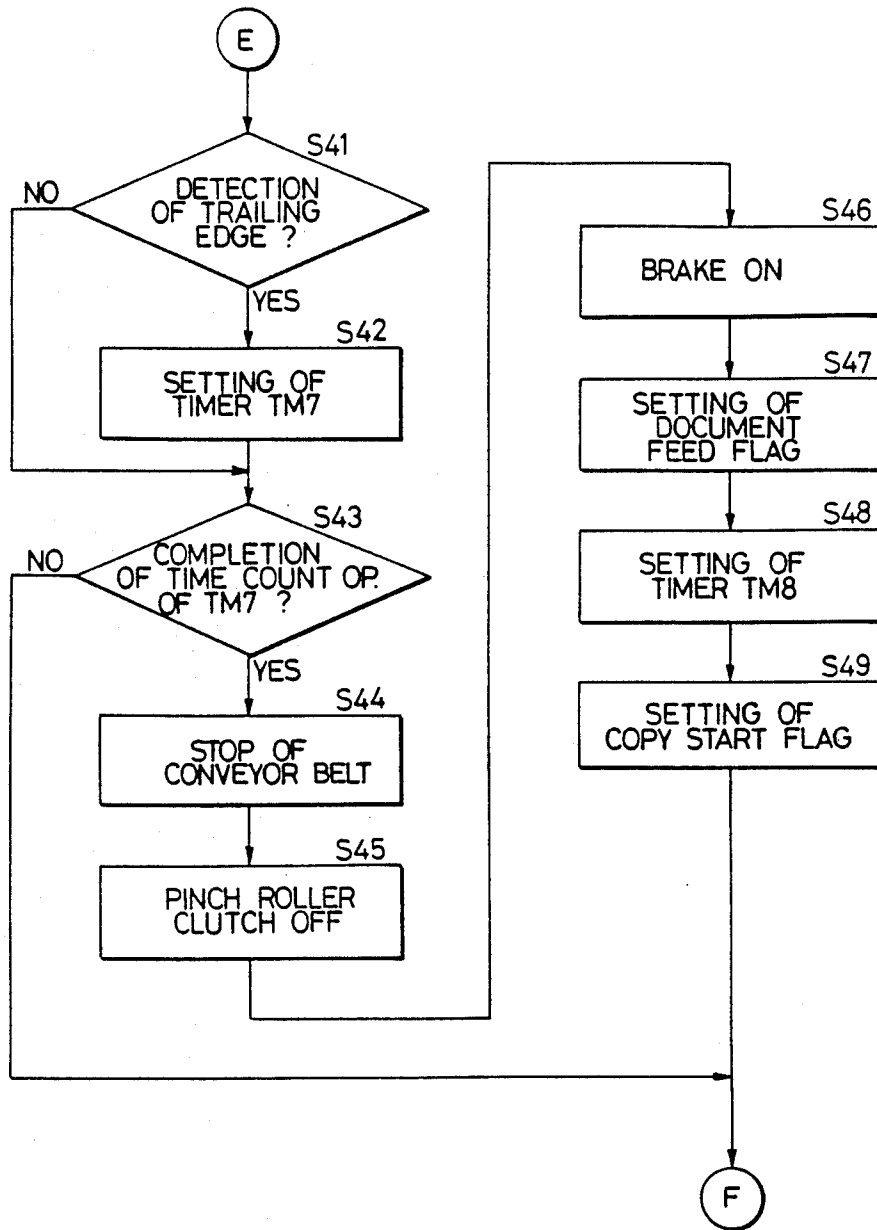 E
S41
NO
DETECTION
OF TRAILING
EDGE ?
YES
S42
SETTING OF
TIMER TM7
S43
NO
COMPLETION
OF TIME COUNT OP.
OF TM7 ?
YES
S44
STOP OF
CONVEYOR BELT
S45
PINCH ROLLER
CLUTCH OFF
S46
BRAKE ON
S47
SETTING OF
DOCUMENT
FEED FLAG
S48
SETTING OF
TIMER TM8
S49
SETTING OF
COPY START FLAG
F